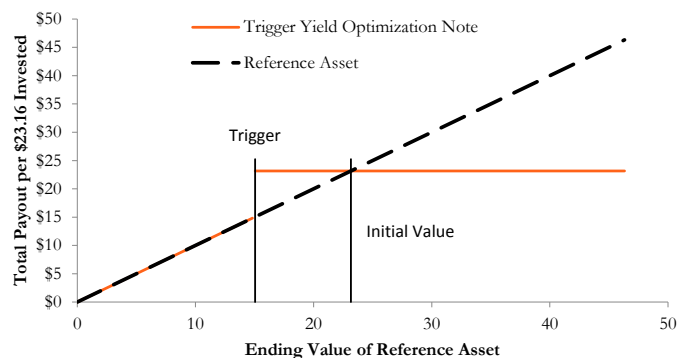 $50
$45
$40
$35
$30
$25
$20
$15
$10
$5
$0
Total Payout per $23.16 Invested
Trigger Yield Optimization Note
Reference Asset
Trigger
Initial Value
0
10
20
30
40
50
Ending Value of Reference Asset